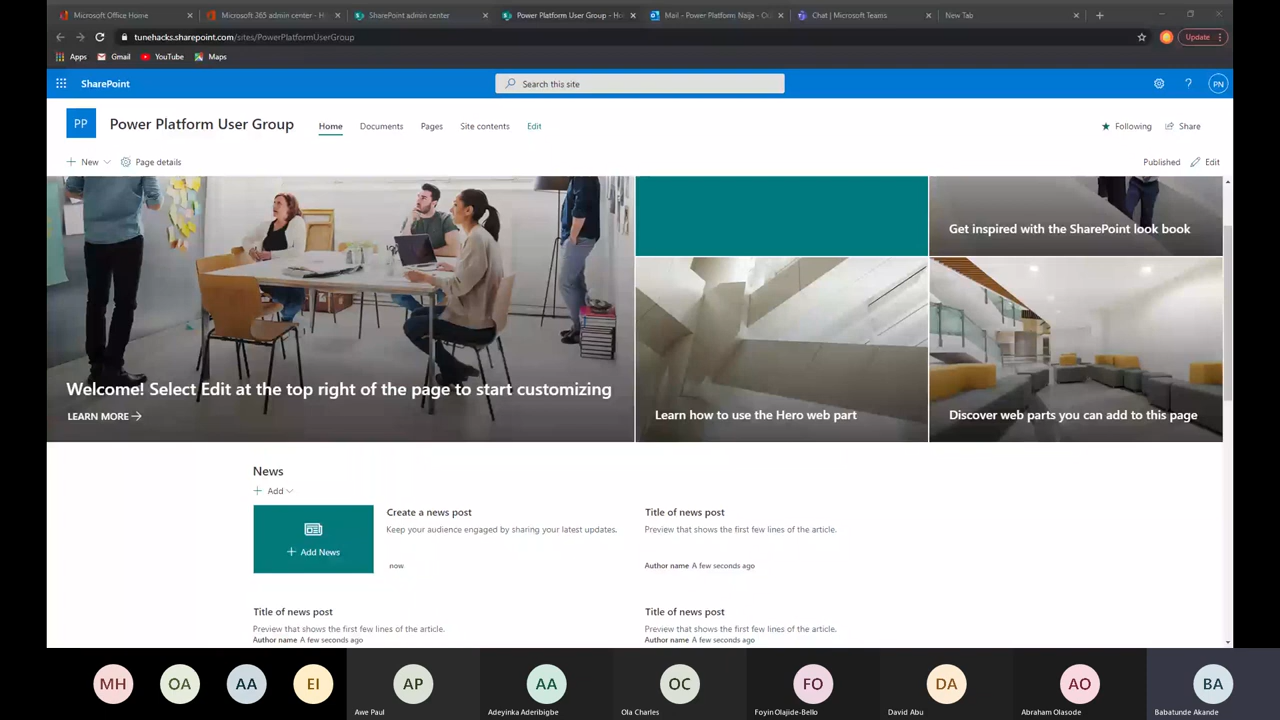 Microsoft Office Home
Microsoft 365 admin center - H
SharePoint admin center
Power Platform User Group - Ho
Mail - Power Platform Naija - Ou
Chat | Microsoft Teams
New Tab
tunehacks.sharepoint.com/sites/PowerPlatformUserGroup
Update
Apps
Gmail
YouTube
Maps
SharePoint
Search this site
PN
PP
Power Platform User Group
Home
Documents
Pages
Site contents
Edit
Following
Share
New
Page details
Published
Edit
Get inspired with the SharePoint look book
Welcome! Select Edit at the top right of the page to start customizing
LEARN MORE
Learn how to use the Hero web part
Discover web parts you can add to this page
News
Add
Add News
Create a news post
Keep your audience engaged by sharing your latest updates.
now
Title of news post
Preview that shows the first few lines of the article.
Author name A few seconds ago
Title of news post
Preview that shows the first few lines of the article.
Author name A few seconds ago
Title of news post
Preview that shows the first few lines of the article.
Author name A few seconds ago
MH
OA
AA
EI
AP
Awe Paul
AA
Adeyinka Aderibigbe
OC
Ola Charles
FO
Foyin Olajide-Bello
DA
David Abu
AO
Abraham Olasode
BA
Babatunde Akande